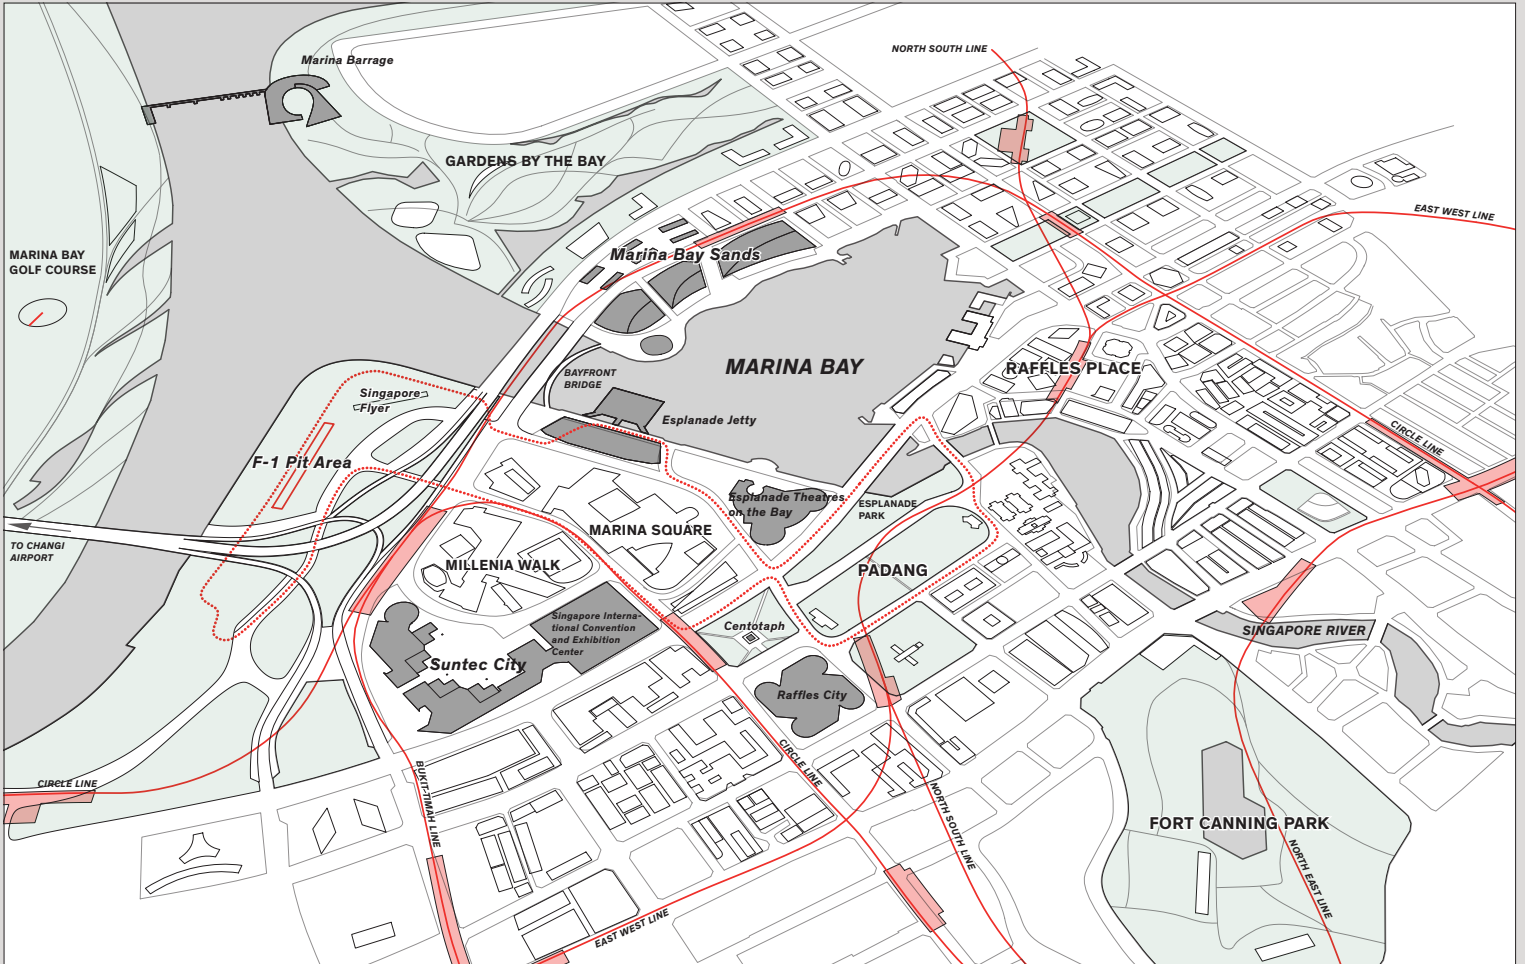 NORTH SOUTH LINE
Marina Barrage
GARDENS BY THE BAY
EAST WEST LINE
MARINA BAY
GOLF COURSE
Marina Bay Sands
MARINA BAY
RAFFLES PLACE
BAYFRONT
BRIDGE
Singapore
Flyer
Esplanade Jetty
CIRCLE LINE
F-1 Pit Area
Esplanade Theatres
on the Bay
ESPLANADE
PARK
MARINA SQUARE
TO CHANGI
AIRPORT
MILLENIA WALK
PADANG
Singapore Interna-
tional Convention
and Exhibition
Center
Centotaph
SINGAPORE RIVER
Suntec City
Raffles City
CIRCLE LINE
CIRCLE LINE
BUKIT-TIMAH LINE
NORTH SOUTH LINE
FORT CANNING PARK
NORTH EAST LINE
EAST WEST LINE